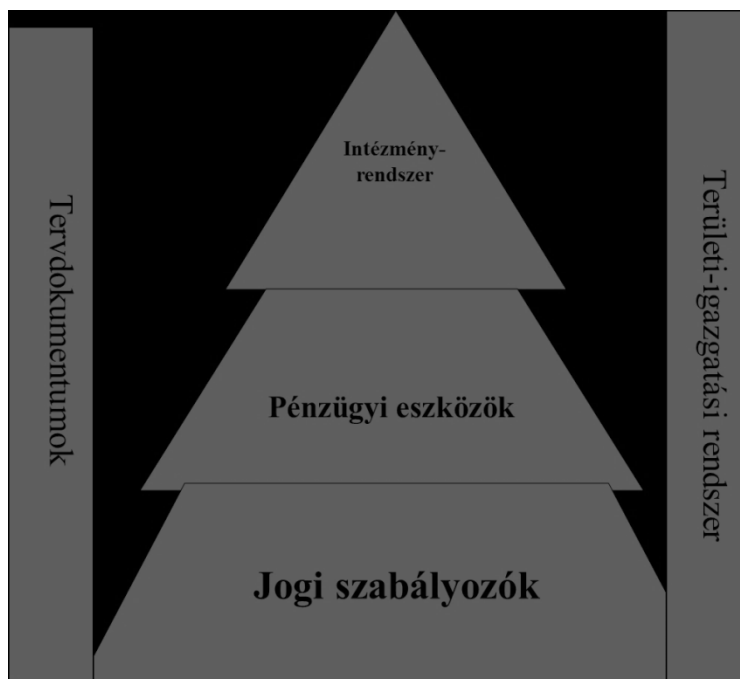 Intézmény-
rendszer
Tervdokumentumok
Területi-igazgatási rendszer
Pénzügyi eszközök
Jogi szabályozók